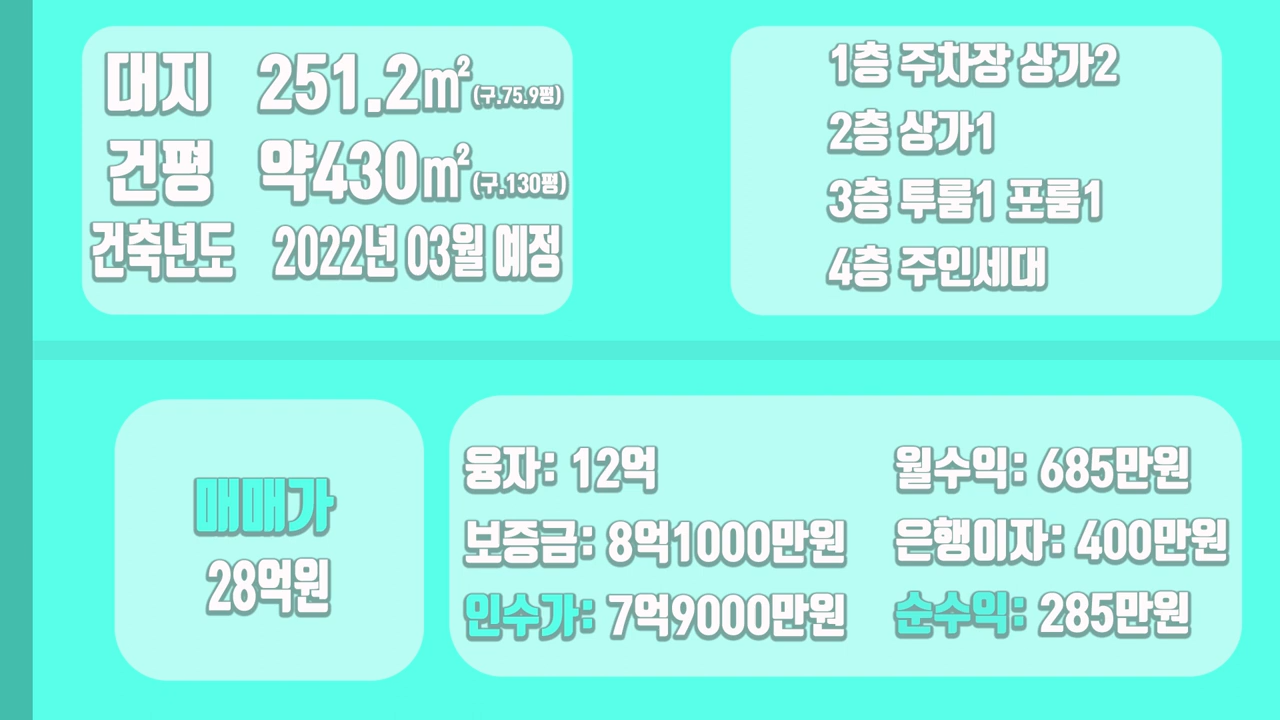 대지 251.2㎡(구.75.9평)
건평 약430㎡(구.130평)
건축년도 2022년 03월 예정
1층 주차장 상가2
2층 상가1
3층 투룸1 포룸1
4층 주인세대
매매가
28억원
융자: 12억
보증금: 8억1000만원
인수가: 7억9000만원
월수익: 685만원
은행이자: 400만원
순수익: 285만원